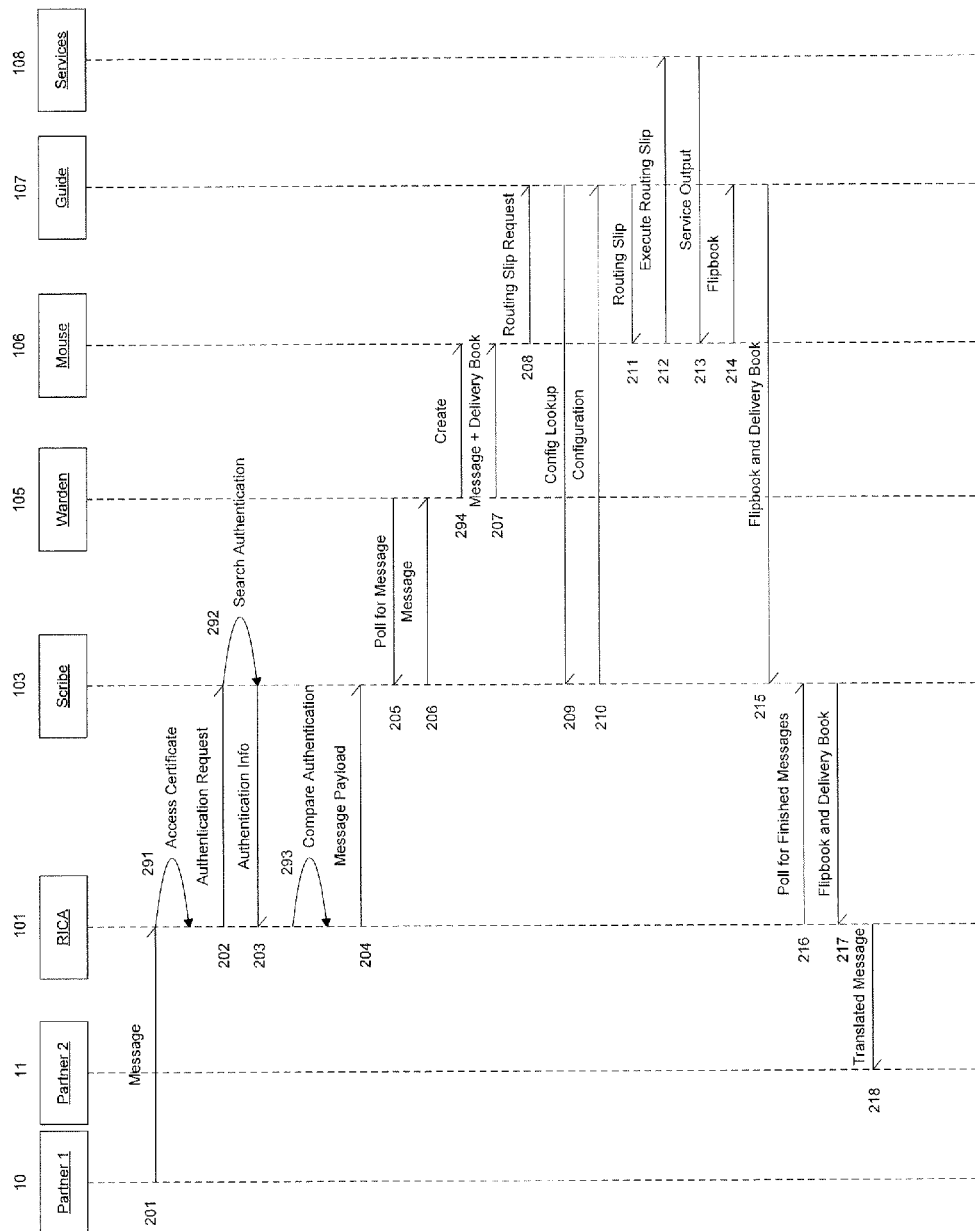 10
Partner 1
11
Partner 2
101
RICA
103
Scribe
105
Warden
106
Mouse
107
Guide
108
Services
201
Message
291
Access Certificate
202
Authentication Request
292
Search Authentication
203
Authentication Info
293
Compare Authentication
204
Message Payload
205
Poll for Message
206
Message
294
Create
207
Message + Delivery Book
208
Routing Slip Request
209
Config Lookup
210
Configuration
211
Routing Slip
212
Execute Routing Slip
213
Service Output
214
Flipbook
215
Flipbook and Delivery Book
216
Poll for Finished Messages
217
Flipbook and Delivery Book
218
Translated Message